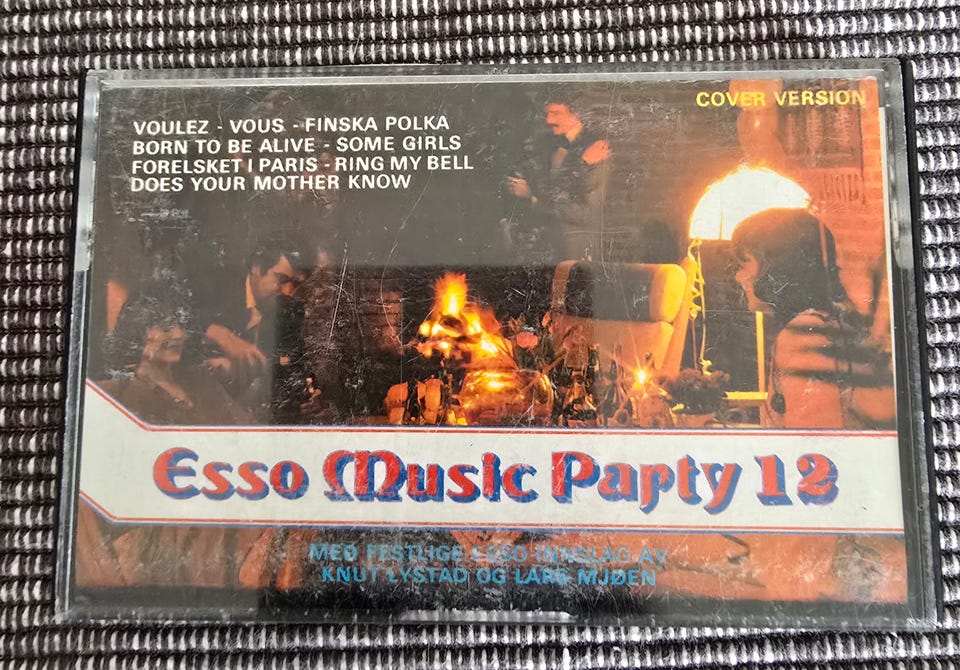 COVER VERSION
VOULEZ - VOUS - FINSKA POLKA
BORN TO BE ALIVE - SOME GIRLS
FORELSKET I PARIS - RING MY BELL
DOES YOUR MOTHER KNOW
Esso Music Party 12
MED FESTLIGE ESSO INNSLAG AV
KNUT LYSTAD OG LARS MJØEN